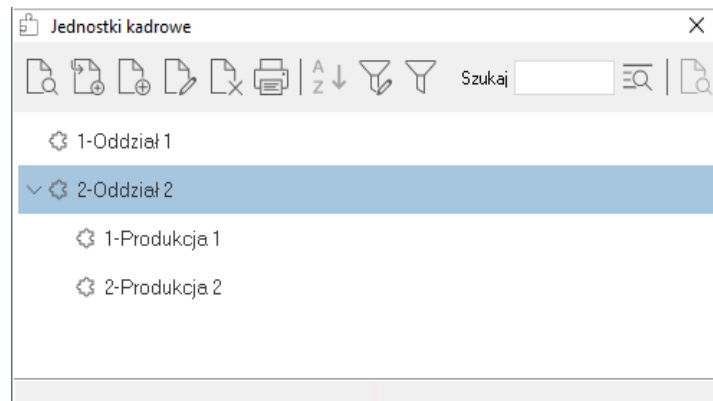 Jednostki kadrowe
A
Z
Szukaj
1-Oddział 1
2-Oddział 2
1-Produkcja 1
2-Produkcja 2